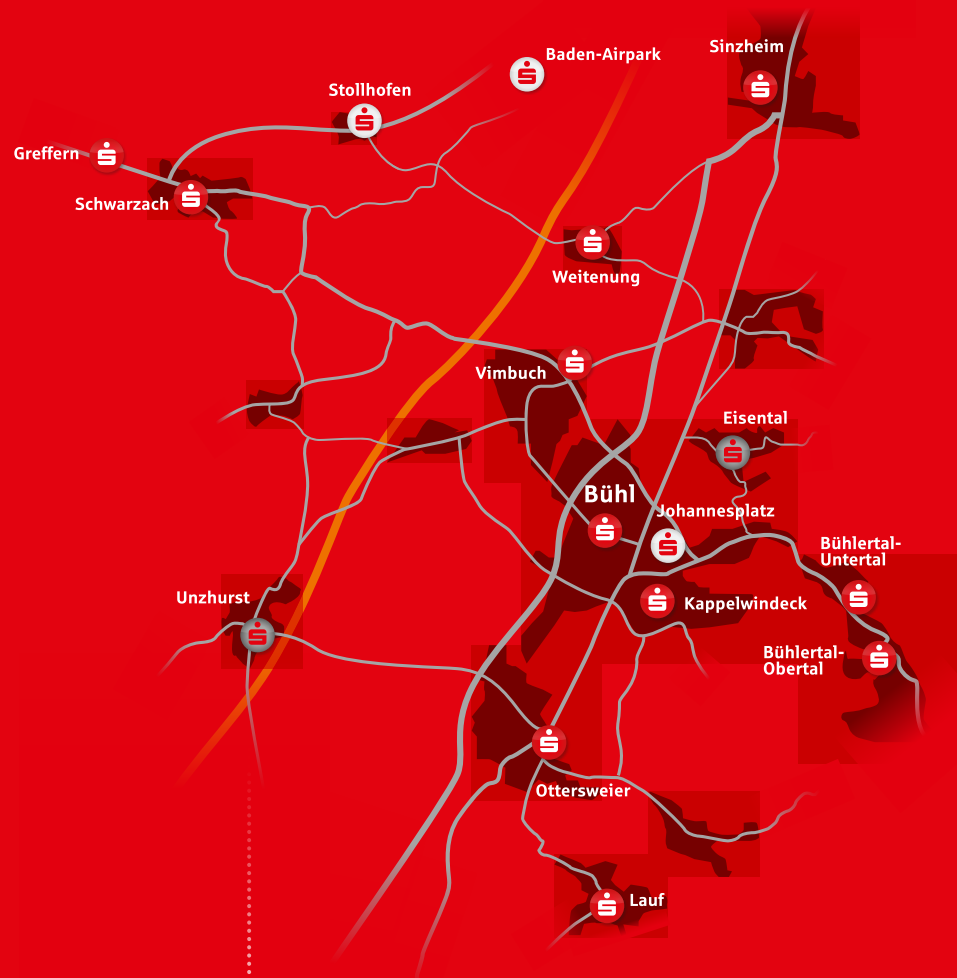 Sinzheim
Baden-Airpark
Stollhofen
Greffern
Schwarzach
Weitenung
Vimbuch
Eisental
Bühl
Johannesplatz
Bühlertal-
Untertal
Unzhurst
Kappelwindeck
Bühlertal-
Obertal
Ottersweier
Lauf